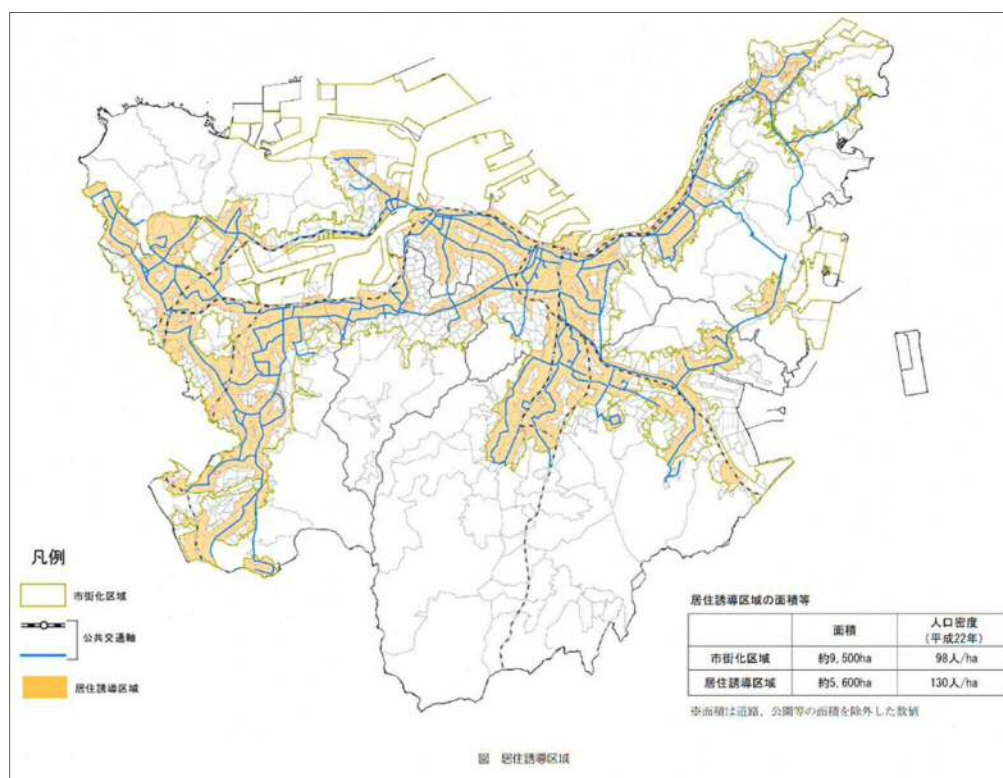 凡例
市街化区域
公共交通軸
居住誘導区域
居住誘導区域の面積等
面積 人口密度
(平成22年)
市街化区域 約9,500ha 98人/ha
居住誘導区域 約5,600ha 130人/ha
※面積は道路、公園等の面積を除外した数値
図 居住誘導区域